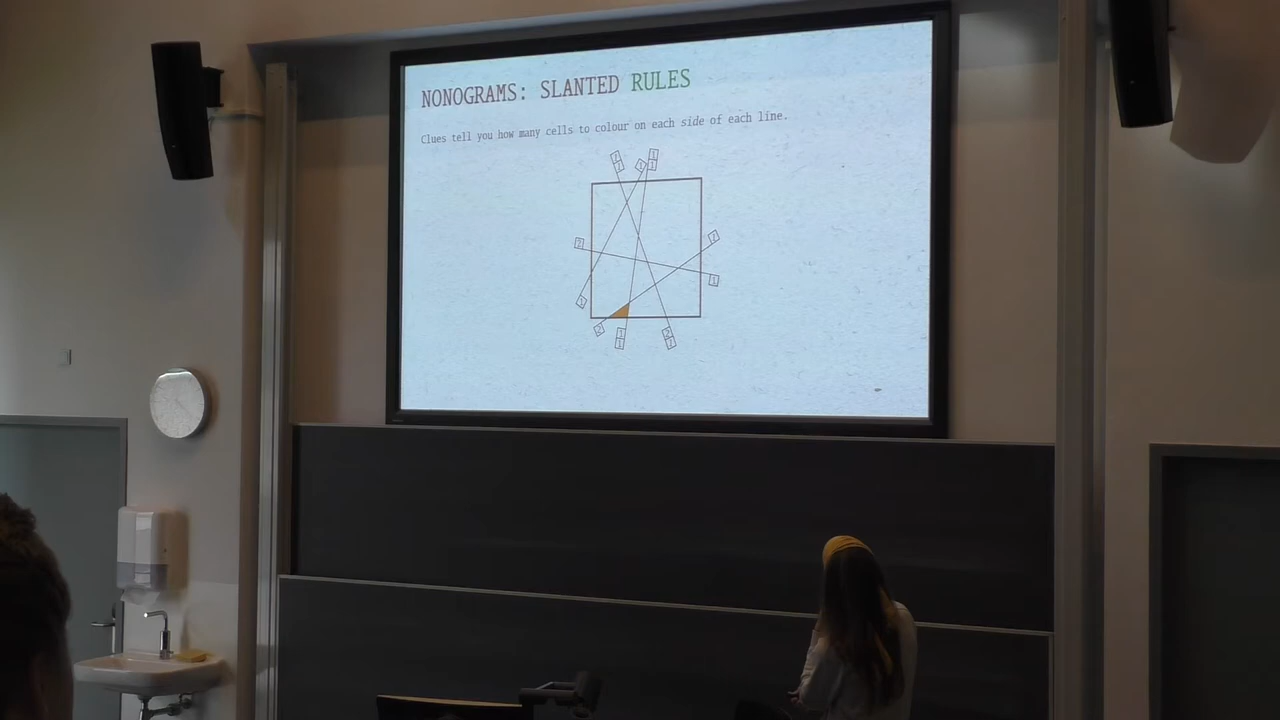 NONOGRAMS: SLANTED RULES
Clues tell you how many cells to colour on each side of each line.